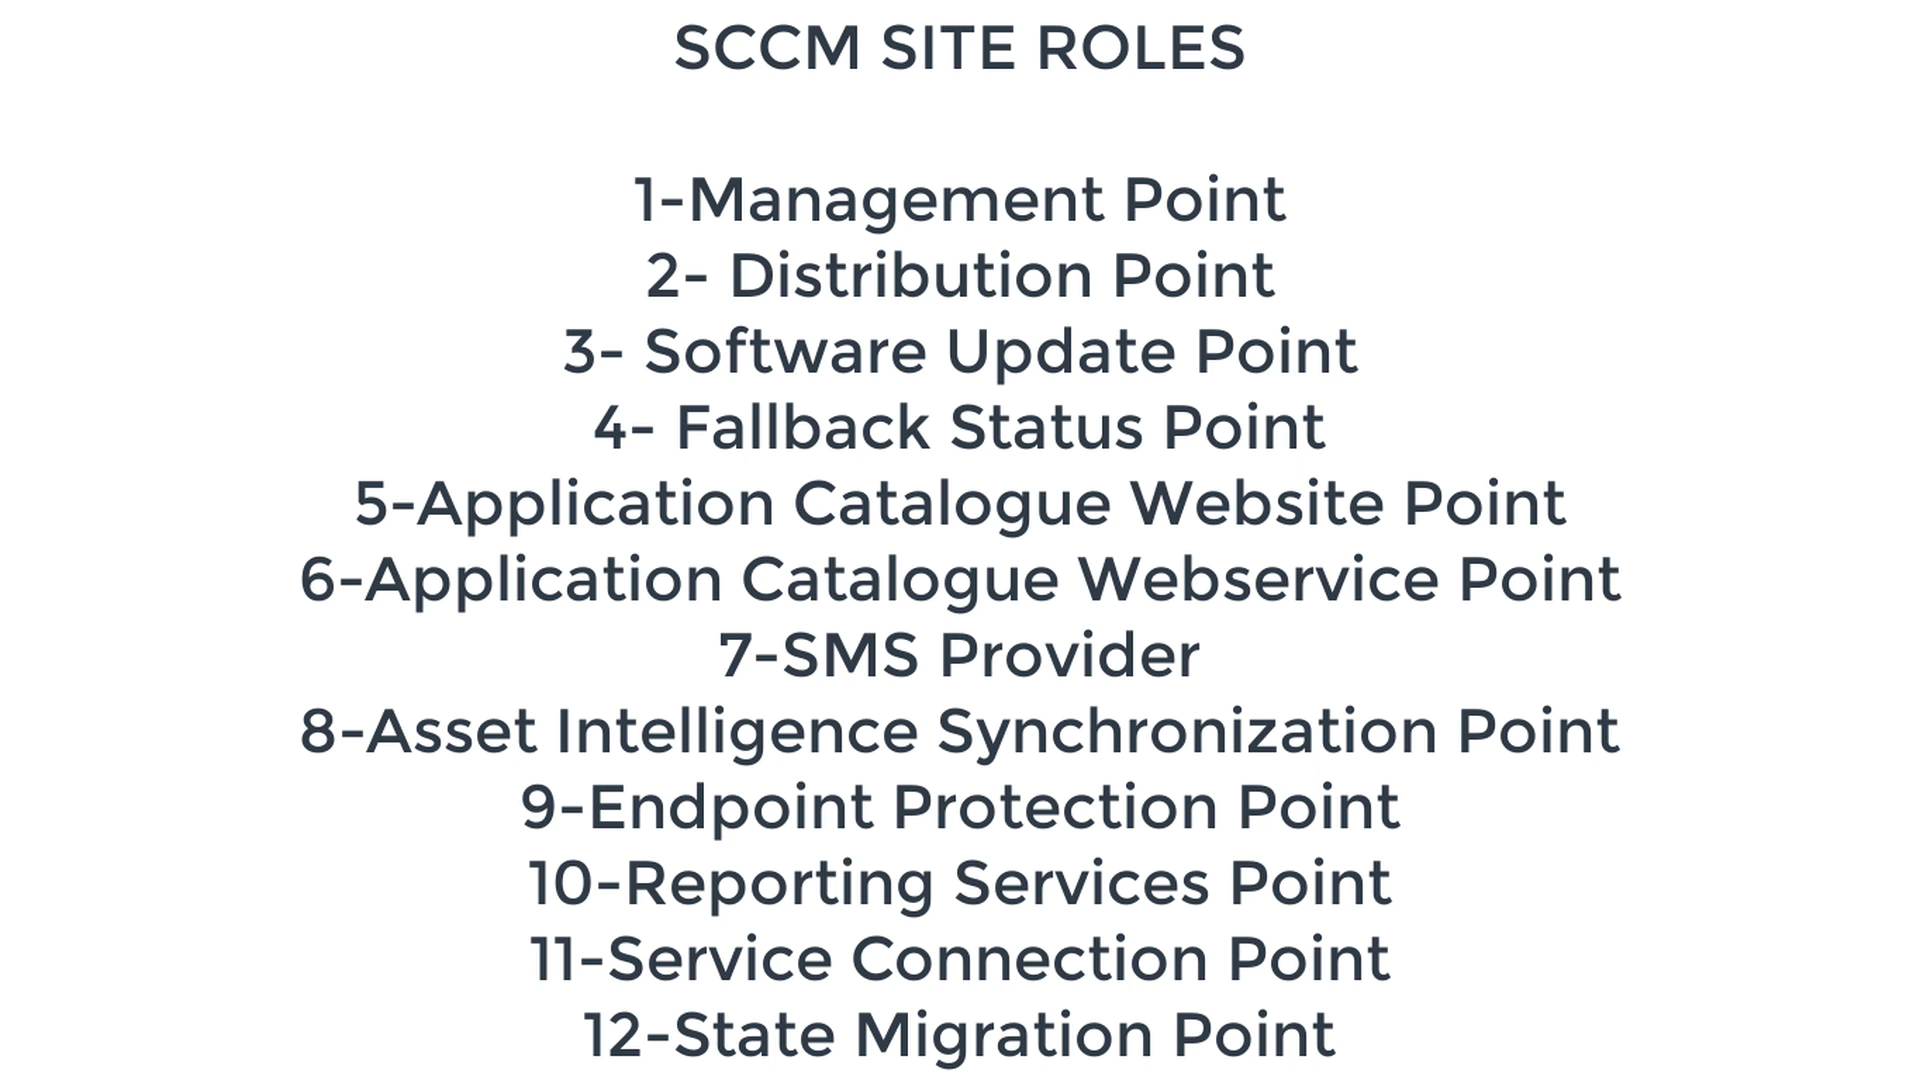 SCCM SITE ROLES
1-Management Point
2- Distribution Point
3- Software Update Point
4- Fallback Status Point
5-Application Catalogue Website Point
6-Application Catalogue Webservice Point
7-SMS Provider
8-Asset Intelligence Synchronization Point
9-Endpoint Protection Point
10-Reporting Services Point
11-Service Connection Point
12-State Migration Point